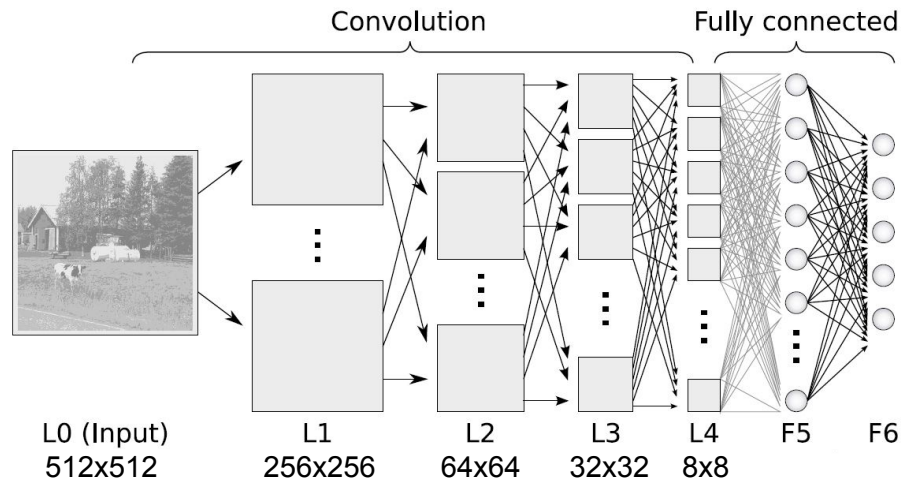 Convolution
Fully connected
L0 (Input)
L1
L2
L3
L4
F5
F6
512x512
256x256
64x64
32x32
8x8